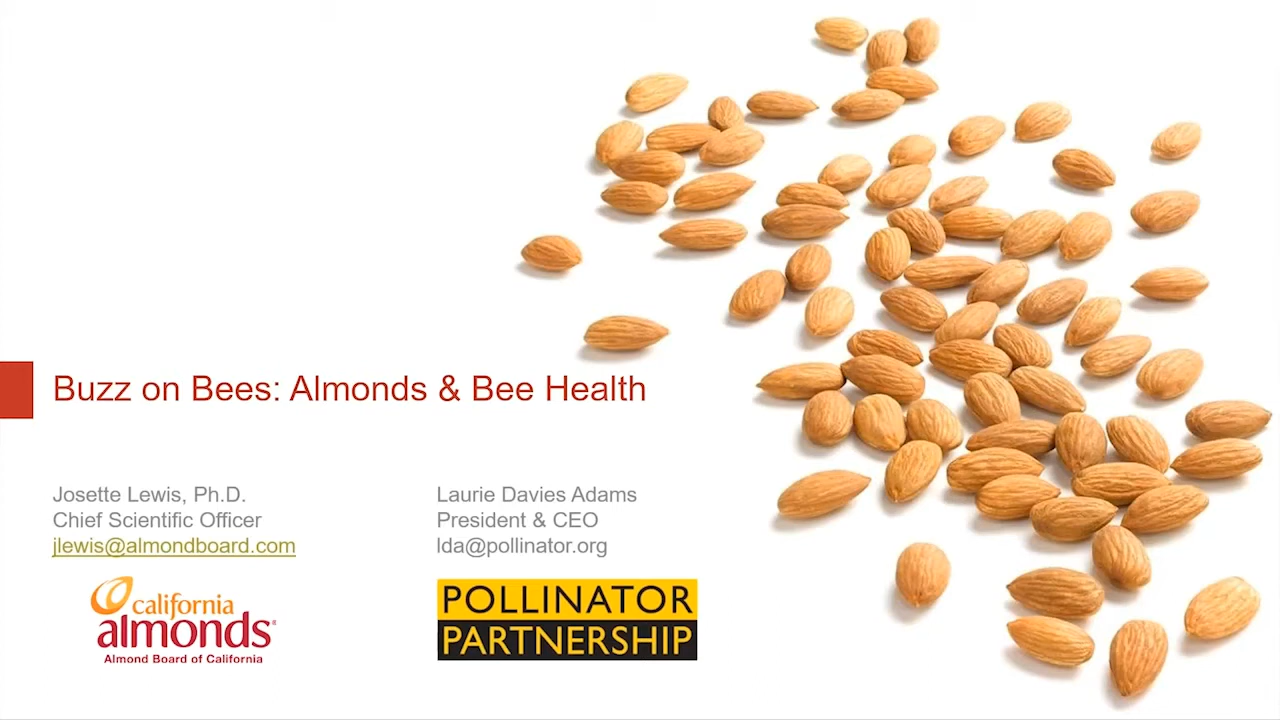 Buzz on Bees: Almonds & Bee Health
Josette Lewis, Ph.D.
Chief Scientific Officer
jlewis@almondboard.com
Laurie Davies Adams
President & CEO
lda@pollinator.org
california
almonds®
Almond Board of California
POLLINATOR
PARTNERSHIP